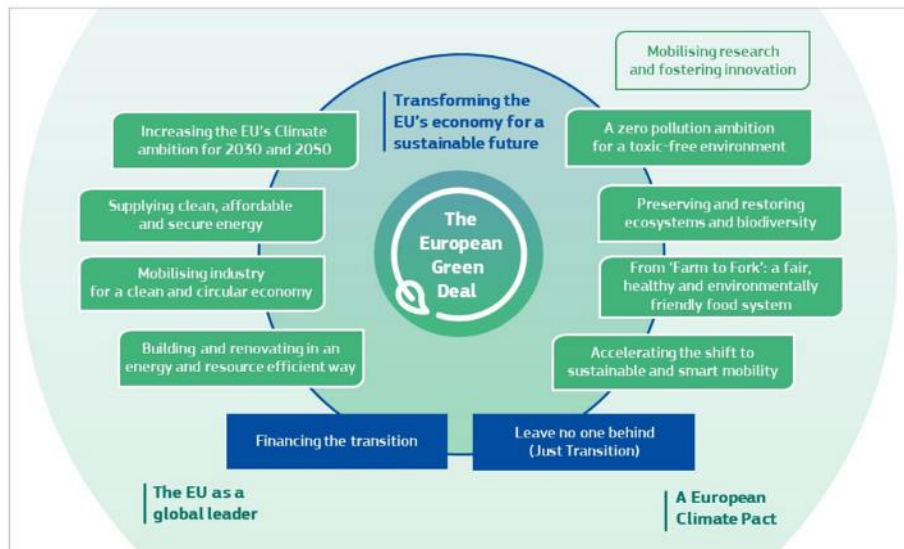 Mobilising research
and fostering innovation
Transforming the
EU's economy for a
sustainable future
Increasing the EU's Climate
ambition for 2030 and 2050
A zero pollution ambition
for a toxic-free environment
Supplying clean, affordable
and secure energy
Preserving and restoring
ecosystems and biodiversity
The
European
Green
Deal
Mobilising industry
for a clean and circular economy
From 'Farm to Fork': a fair,
healthy and environmentally
friendly food system
Building and renovating in an
energy and resource efficient way
Accelerating the shift to
sustainable and smart mobility
Financing the transition
Leave no one behind
(Just Transition)
The EU as a
global leader
A European
Climate Pact